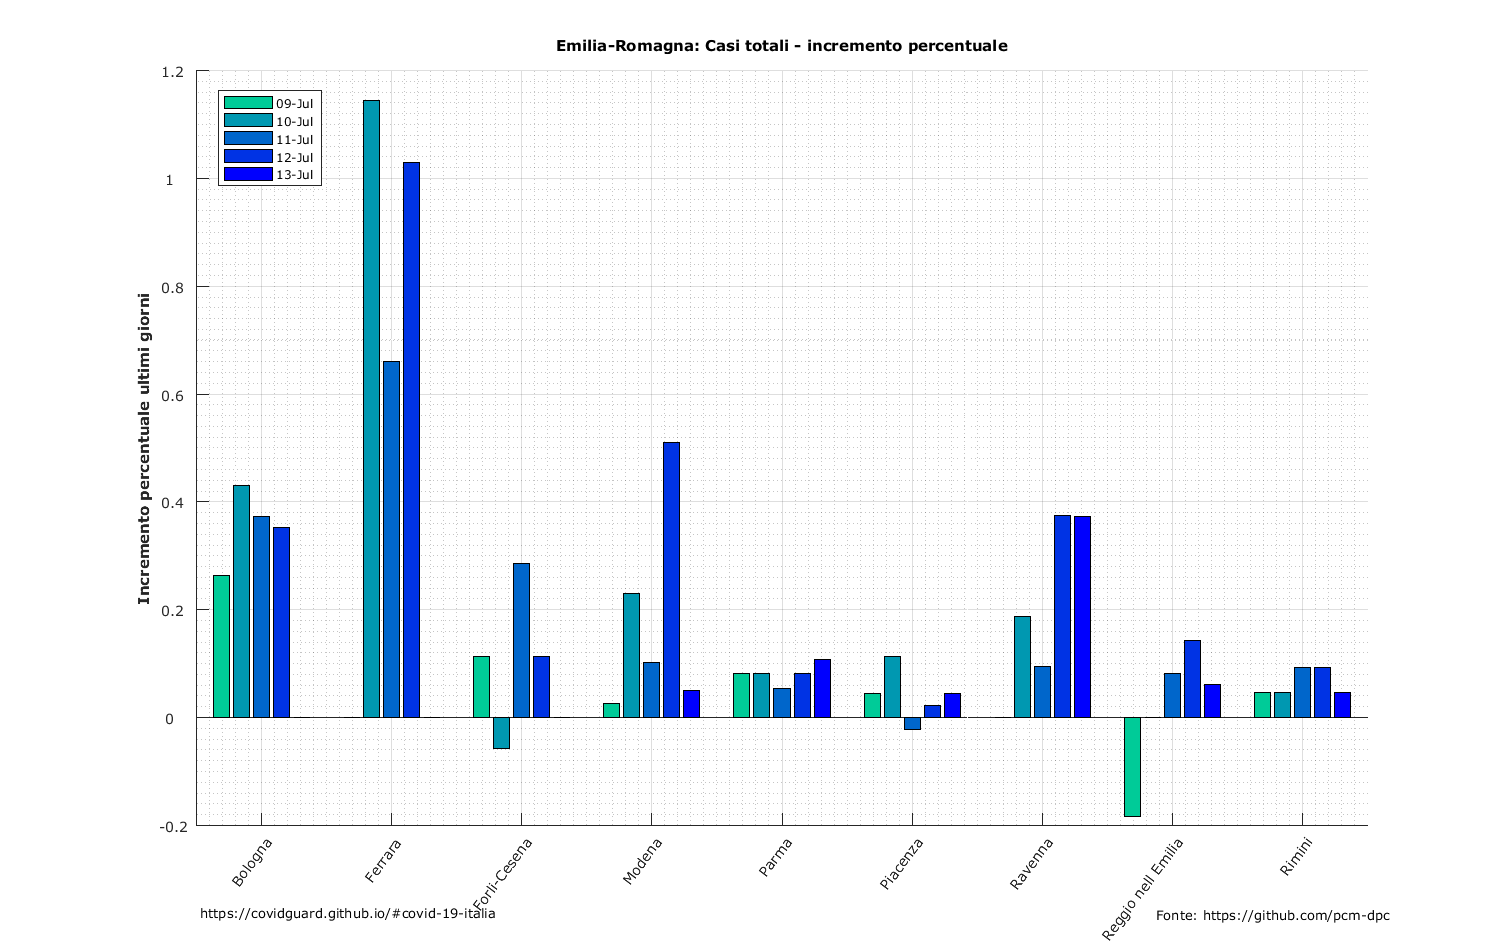 Emilia-Romagna: Casi totali - incremento percentuale
Incremento percentuale ultimi giorni
1.2
1
0.8
0.6
0.4
0.2
0
-0.2
09-Jul
10-Jul
11-Jul
12-Jul
13-Jul
Bologna
Ferrara
Forlì-Cesena
Modena
Parma
Piacenza
Ravenna
Reggio nell Emilia
Rimini
https://covidguard.github.io/#covid-19-italia
Fonte: https://github.com/pcm-dpc